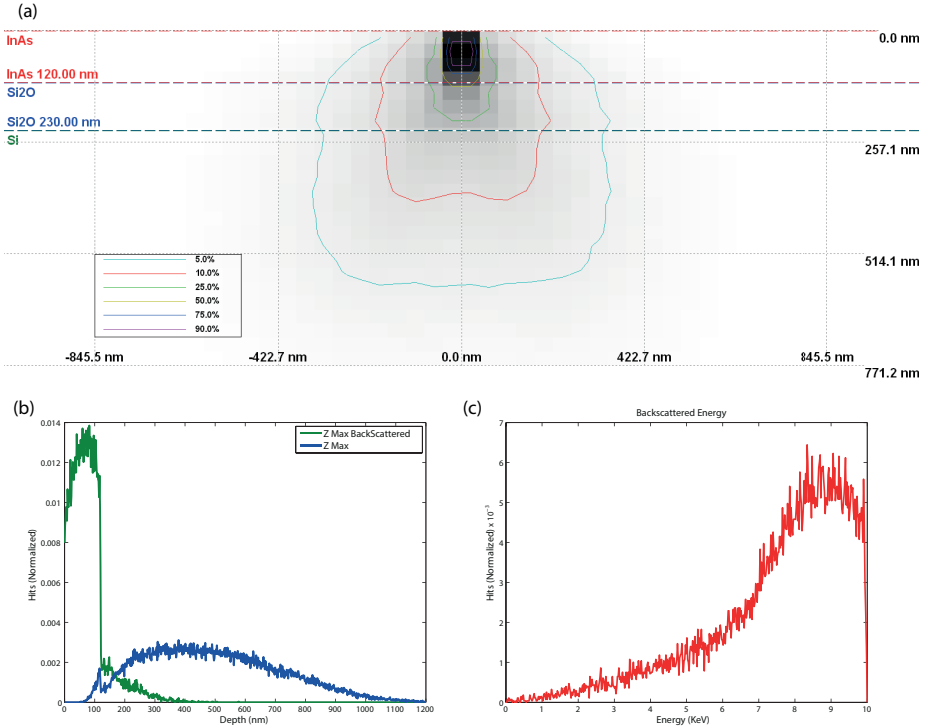 (a)
InAs
0.0 nm
InAs 120.00 nm
Si2O
Si2O 230.00 nm
Si
257.1 nm
514.1 nm
5.0%
10.0%
25.0%
50.0%
75.0%
90.0%
-845.5 nm -422.7 nm 0.0 nm 422.7 nm 845.5 nm
771.2 nm
(b)
Z Max BackScattered
Z Max
0.014
0.012
0.01
0.008
0.006
0.004
0.002
0
Hits (Normalized)
0 100 200 300 400 500 600 700 800 900 1000 1100 1200
Depth (nm)
(c)
Backscattered Energy
7
6
5
4
3
2
1
0
Hits (Normalized) x 10-3
0 1 2 3 4 5 6 7 8 9 10
Energy (KeV)